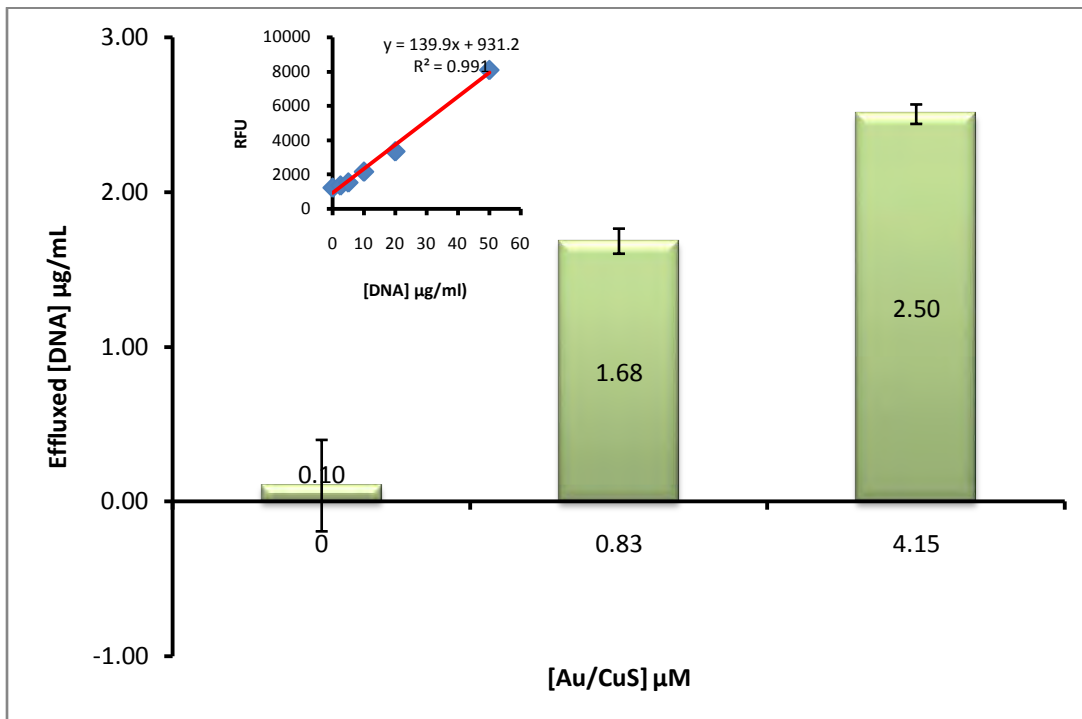 3.00
2.00
1.00
0.00
-1.00
Effluxed [DNA] µg/mL
10000
8000
6000
4000
2000
0
RFU
y = 139.9x + 931.2
R² = 0.991
0 10 20 30 40 50 60
[DNA] µg/ml)
0.10
1.68
2.50
0 0.83 4.15
[Au/CuS] µM